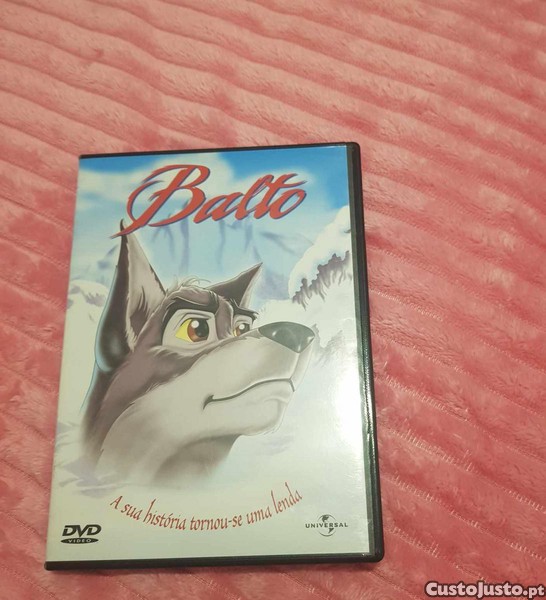 Balto
A sua história tornou-se uma lenda
DVD
VIDEO
UNIVERSAL
CustoJusto.pt